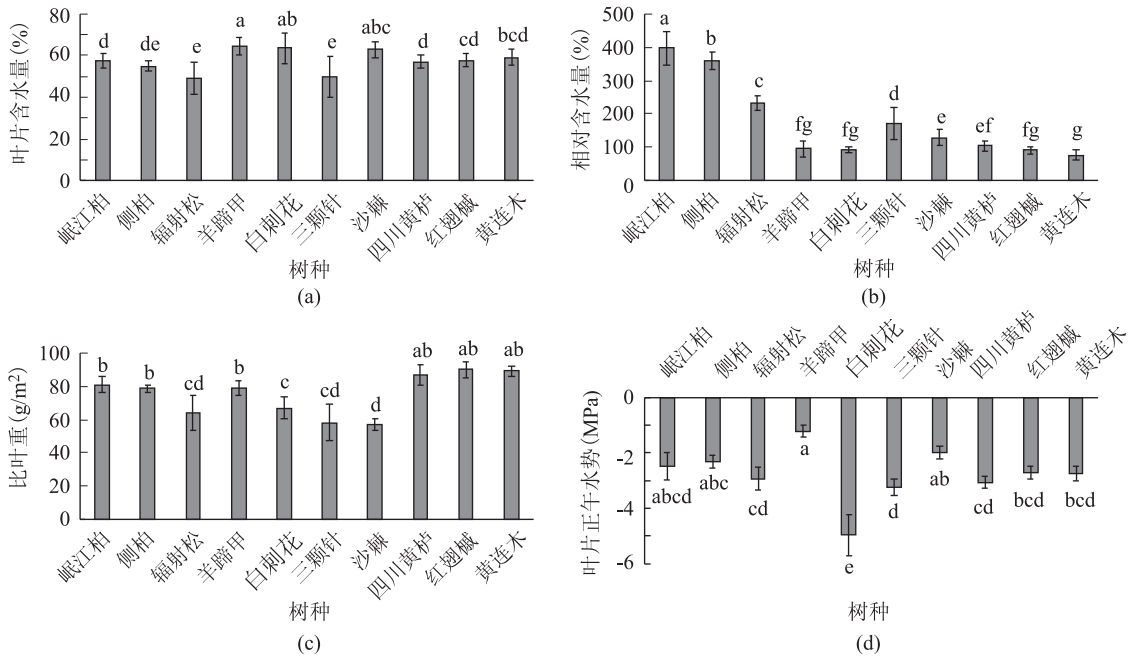 叶片含水量(%)
80
60
40
20
0
d
de
e
a
ab
e
abc
d
cd
bcd
岷江柏
侧柏
辐射松
羊蹄甲
白刺花
三颗针
沙棘
四川黄栌
红翅槭
黄连木
树种
(a)
相对含水量(%)
500
400
300
200
100
0
a
b
c
fg
fg
d
e
ef
fg
g
岷江柏
侧柏
辐射松
羊蹄甲
白刺花
三颗针
沙棘
四川黄栌
红翅槭
黄连木
树种
(b)
比叶重(g/m²)
100
80
60
40
20
0
b
b
cd
b
c
cd
d
ab
ab
ab
岷江柏
侧柏
辐射松
羊蹄甲
白刺花
三颗针
沙棘
四川黄栌
红翅槭
黄连木
树种
(c)
岷江柏
侧柏
辐射松
羊蹄甲
白刺花
三颗针
沙棘
四川黄栌
红翅槭
黄连木
叶片正午水势(MPa)
0
-2
-4
-6
abcd
abc
cd
a
e
d
ab
cd
bcd
bcd
树种
(d)